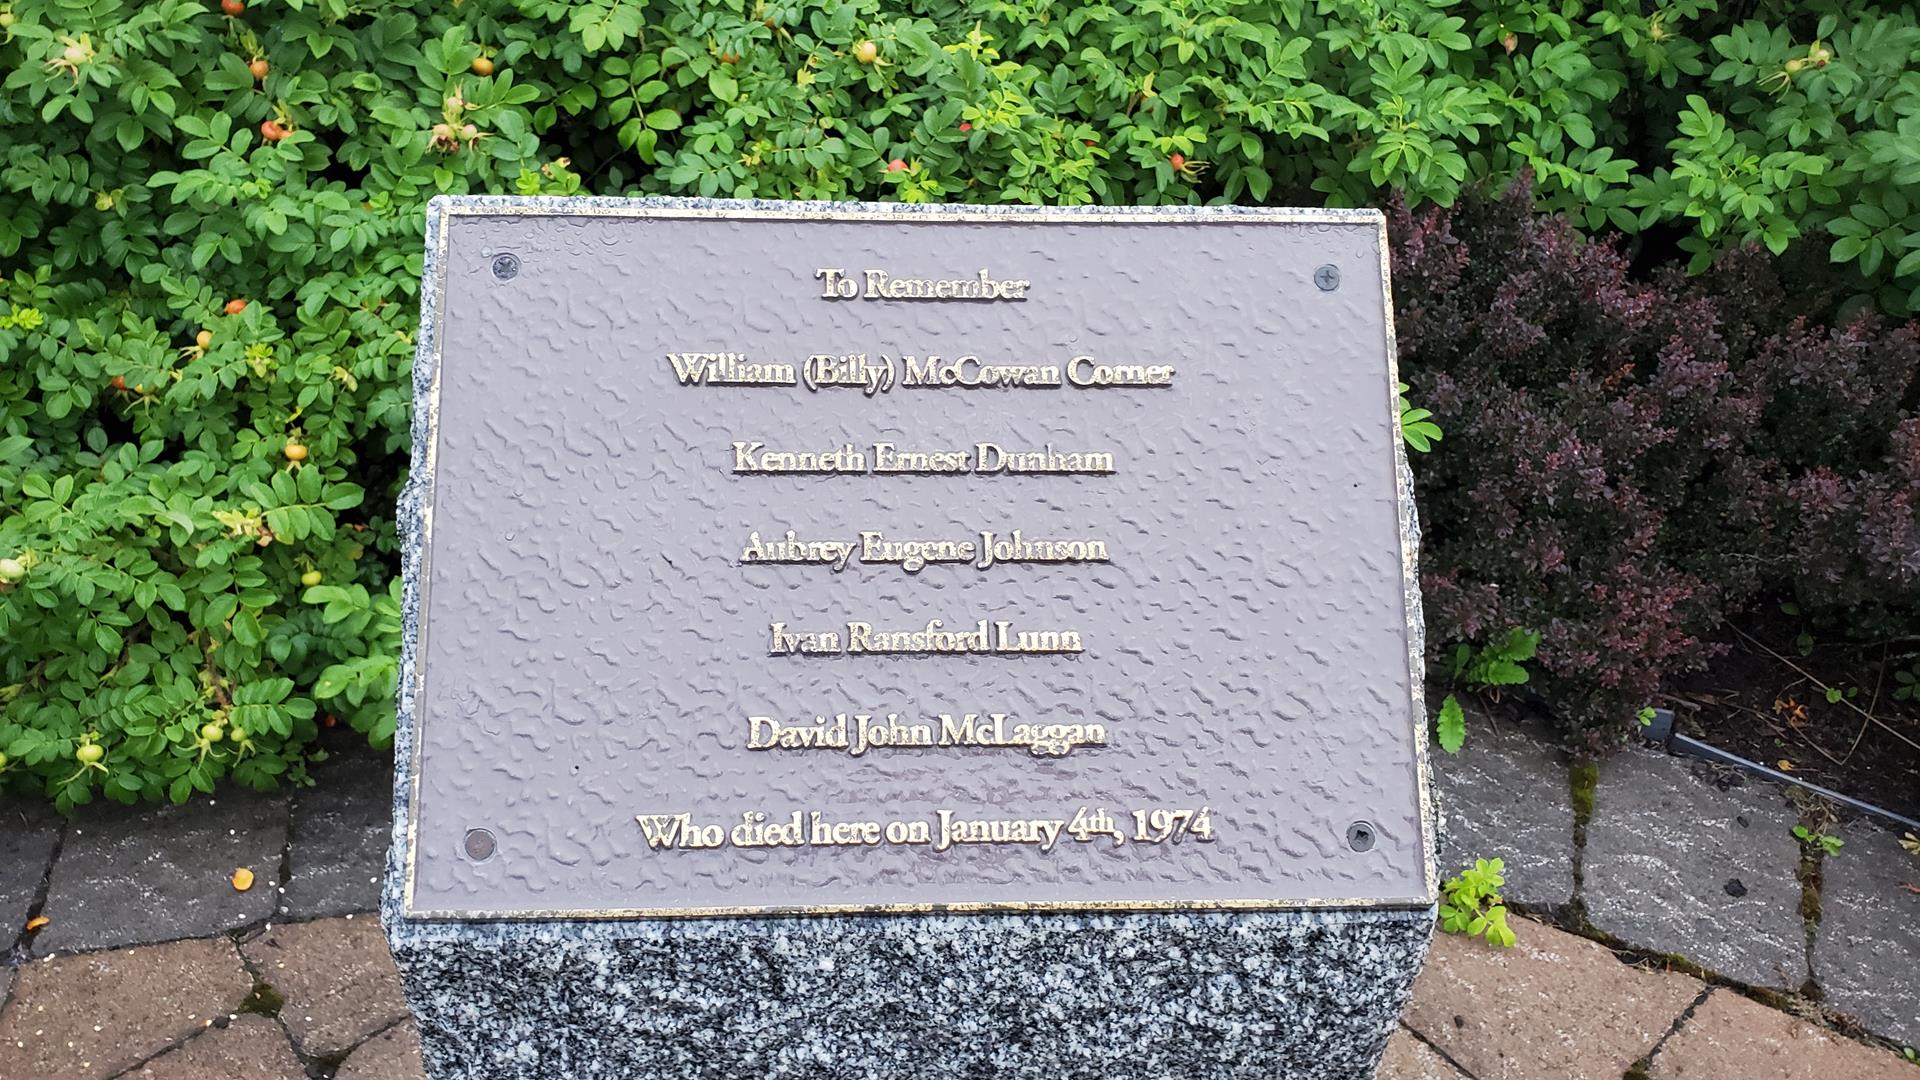 To Remember
William (Billy) McCowan Corner
Kenneth Ernest Dunham
Aubrey Eugene Johnson
Ivan Ransford Lunn
David John McLaggan
Who died here on January 4th, 1974